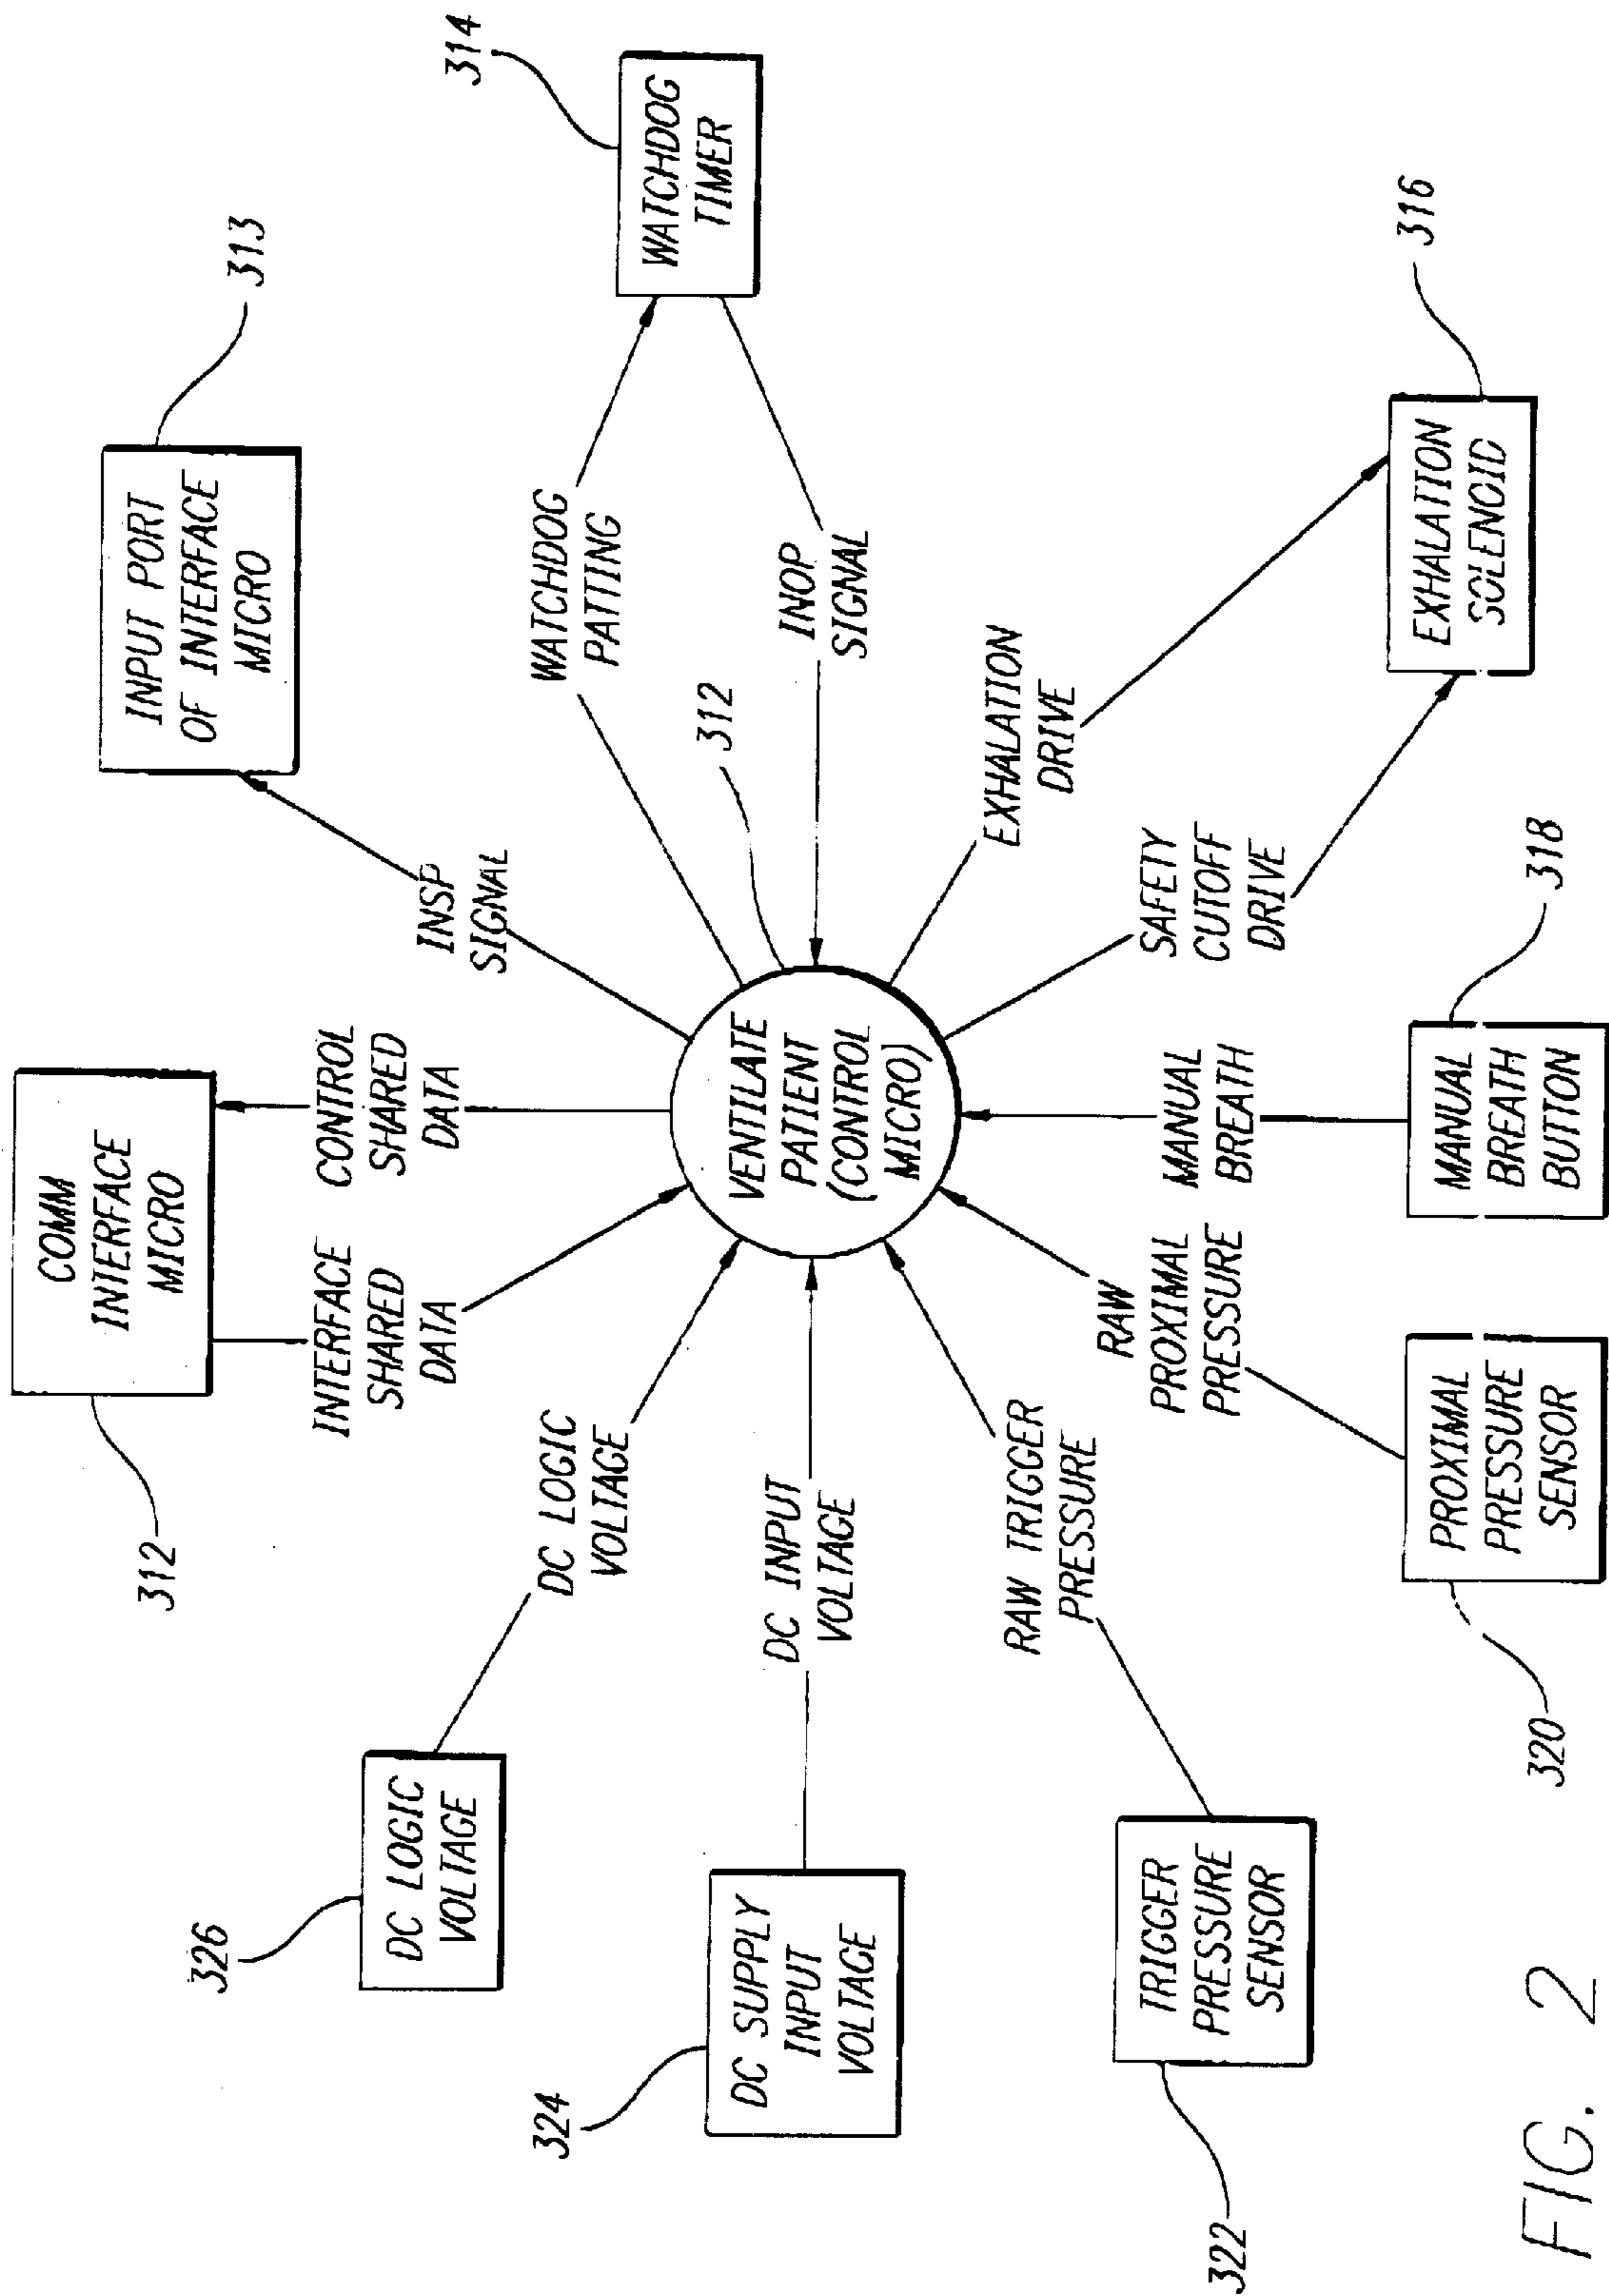 312
COMM
INTERFACE
MICRO
INTERFACE
SHARED
DATA
CONTROL
SHARED
DATA
INSP
SIGNAL
INPUT PORT
OF INTERFACE
MICRO
313
326
DC LOGIC
VOLTAGE
DC LOGIC
VOLTAGE
312
WATCHDOG
PATTING
WATCHDOG
TIMER
314
INOP
SIGNAL
324
DC SUPPLY
INPUT
VOLTAGE
DC INPUT
VOLTAGE
VENTILATE
PATIENT
(CONTROL
MICRO)
EXHALATION
DRIVE
SAFETY
CUTOFF
DRIVE
EXHALATION
SOLENOID
316
322
TRIGGER
PRESSURE
SENSOR
RAW TRIGGER
PRESSURE
RAW
PROXIMAL
PRESSURE
MANUAL
BREATH
320
PROXIMAL
PRESSURE
SENSOR
MANUAL
BREATH
BUTTON
318
FIG. 2